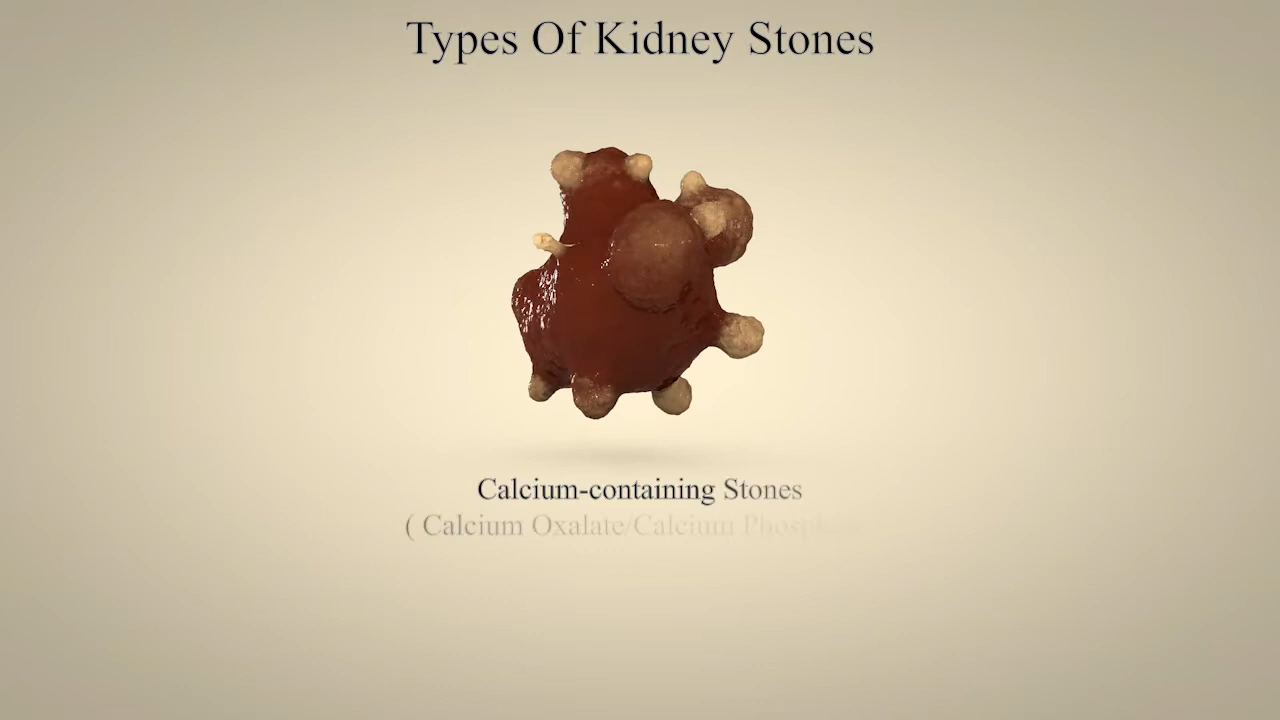 Types Of Kidney Stones
Calcium-containing Stones
( Calcium Oxalate/Calcium